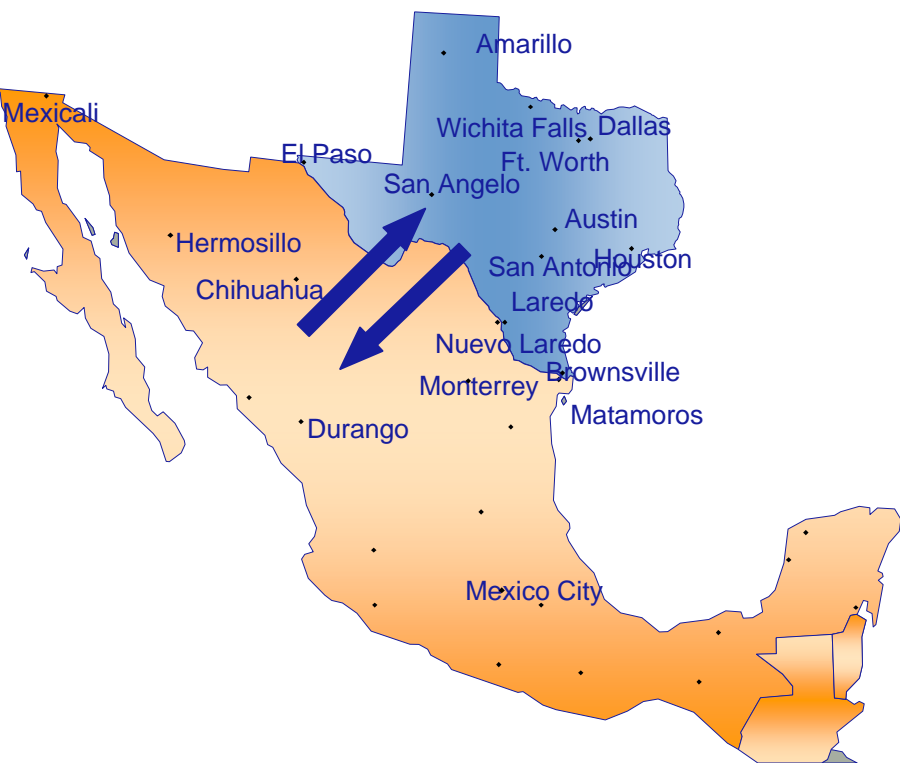 Amarillo
Mexicali
Wichita Falls
Dallas
El Paso
Ft. Worth
San Angelo
Austin
Hermosillo
San Antonio
Houston
Chihuahua
Laredo
Nuevo Laredo
Brownsville
Monterrey
Matamoros
Durango
Mexico City